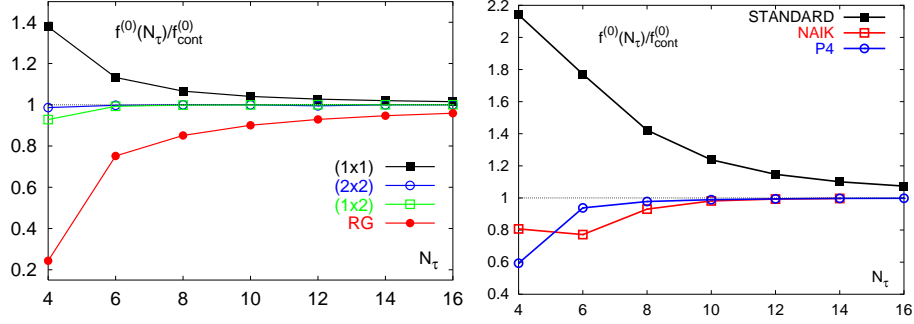 f(0)(Nτ)/f(0)cont
1.4
1.2
1
0.8
0.6
0.4
0.2
(1x1)
(2x2)
(1x2)
RG
Nτ
4 6 8 10 12 14 16
2.2
2.0
1.8
1.6
1.4
1.2
1
0.8
0.6
0.4
STANDARD
NAIK
P4
f(0)(Nτ)/f(0)cont
Nτ
4 6 8 10 12 14 16